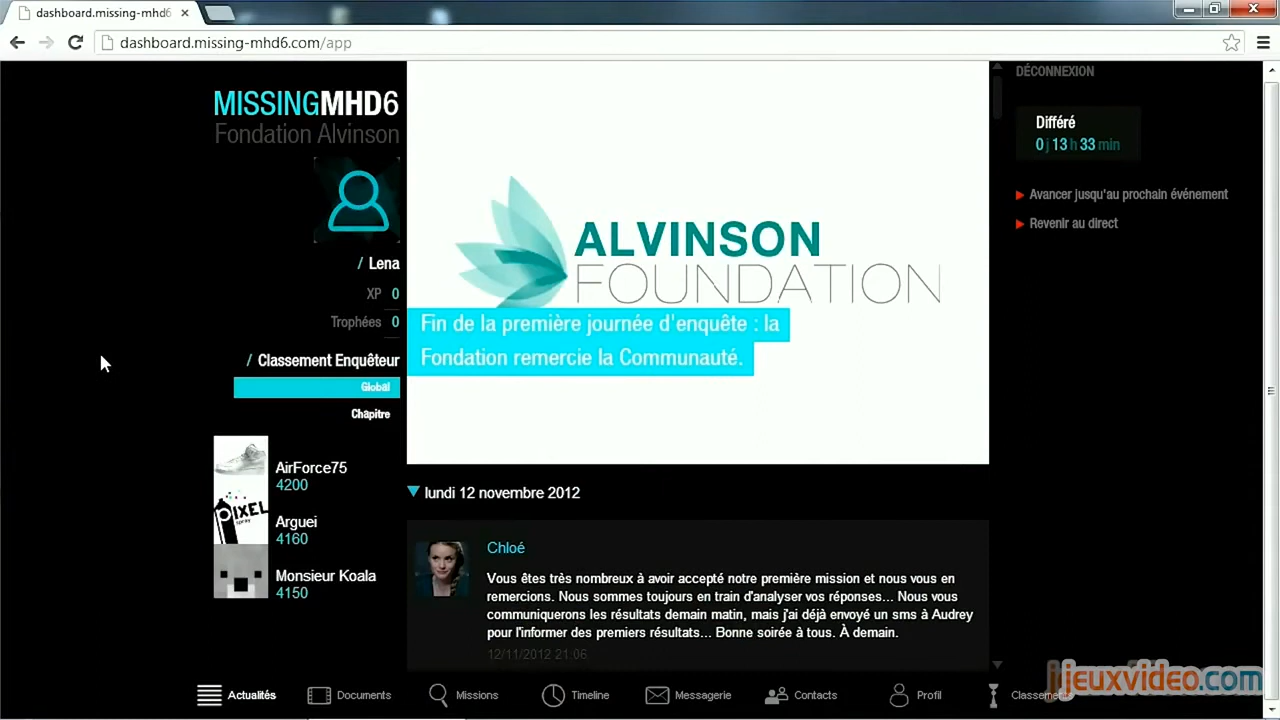 dashboard.missing-mhd6
dashboard.missing-mhd6.com/app
MISSINGMHD6
Fondation Alvinson
/ Lena
XP 0
Trophées 0
/ Classement Enquêteur
Global
Chapitre
AirForce75
4200
PIXEL
spray
Arguei
4160
Monsieur Koala
4150
ALVINSON
FOUNDATION
Fin de la première journée d'enquête : la
Fondation remercie la Communauté.
lundi 12 novembre 2012
Chloé
Vous êtes très nombreux à avoir accepté notre première mission et nous vous en
remercions. Nous sommes toujours en train d'analyser vos réponses... Nous vous
communiquerons les résultats demain matin, mais j'ai déjà envoyé un sms à Audrey
pour l'informer des premiers résultats... Bonne soirée à tous. À demain.
12/11/2012 21:06
DÉCONNEXION
Différé
0 j 13 h 33 min
Avancer jusqu'au prochain événement
Revenir au direct
Actualités
Documents
Missions
Timeline
Messagerie
Contacts
Profil
Classement
jeuxvideo.com